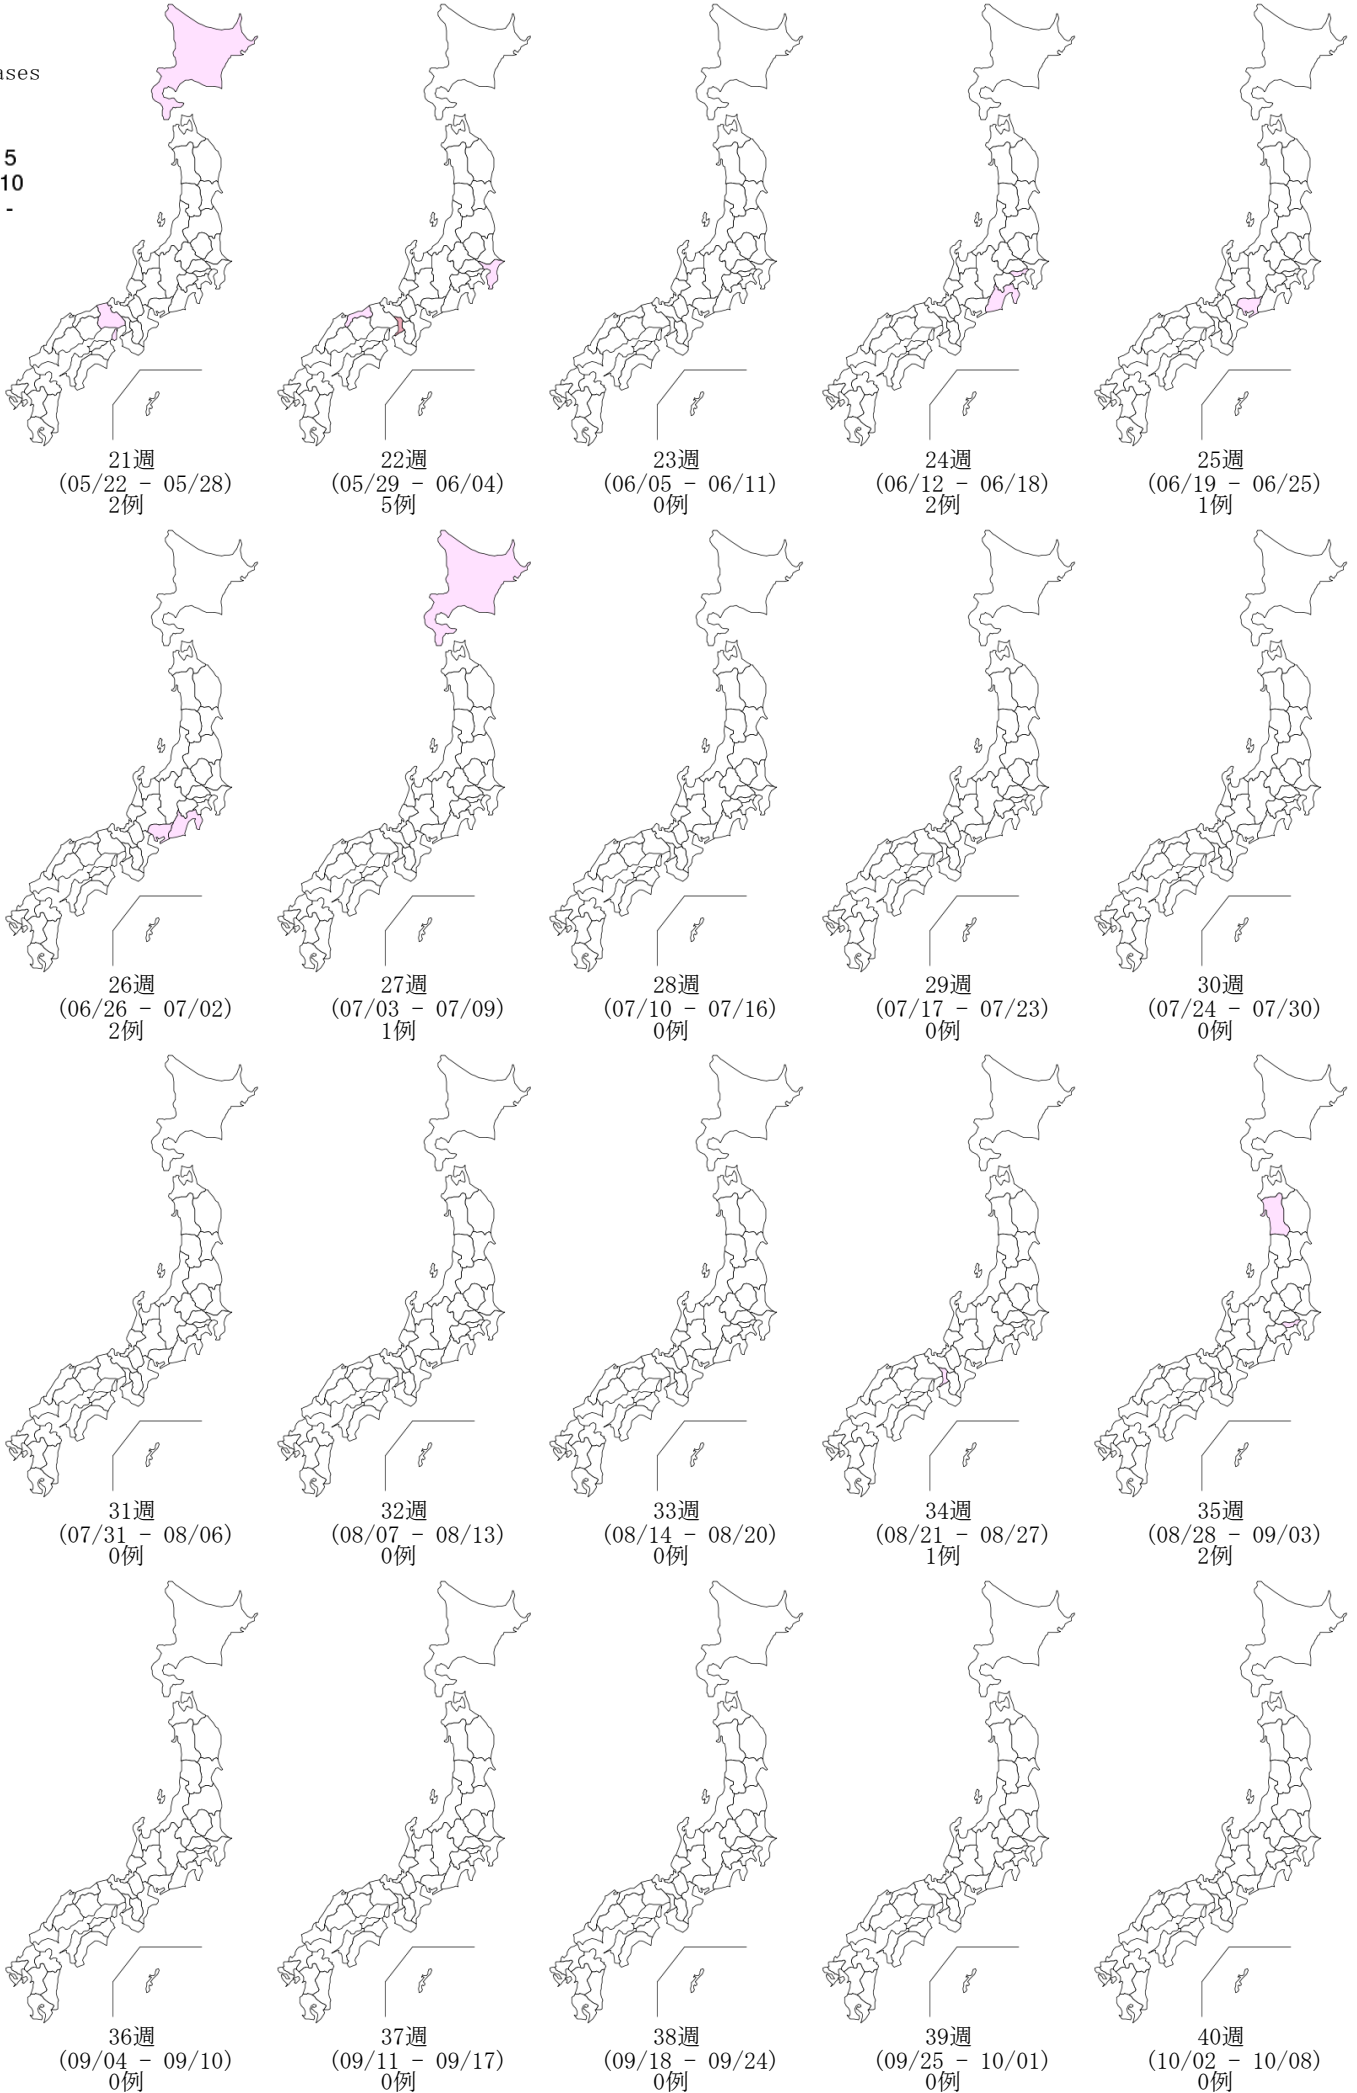 ases
5
10
-
21週
(05/22 - 05/28)
2例
22週
(05/29 - 06/04)
5例
23週
(06/05 - 06/11)
0例
24週
(06/12 - 06/18)
2例
25週
(06/19 - 06/25)
1例
26週
(06/26 - 07/02)
2例
27週
(07/03 - 07/09)
1例
28週
(07/10 - 07/16)
0例
29週
(07/17 - 07/23)
0例
30週
(07/24 - 07/30)
0例
31週
(07/31 - 08/06)
0例
32週
(08/07 - 08/13)
0例
33週
(08/14 - 08/20)
0例
34週
(08/21 - 08/27)
1例
35週
(08/28 - 09/03)
2例
36週
(09/04 - 09/10)
0例
37週
(09/11 - 09/17)
0例
38週
(09/18 - 09/24)
0例
39週
(09/25 - 10/01)
0例
40週
(10/02 - 10/08)
0例